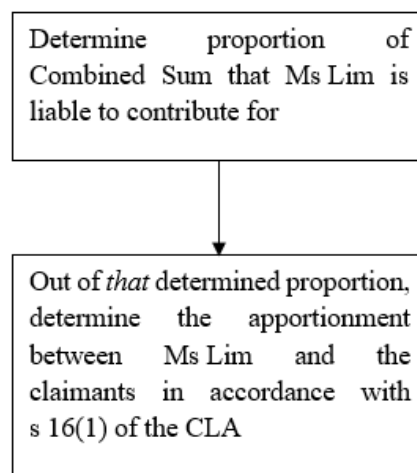 Determine proportion of
Combined Sum that Ms Lim is
liable to contribute for
Out of that determined proportion,
determine the apportionment
between Ms Lim and the
claimants in accordance with
s 16(1) of the CLA